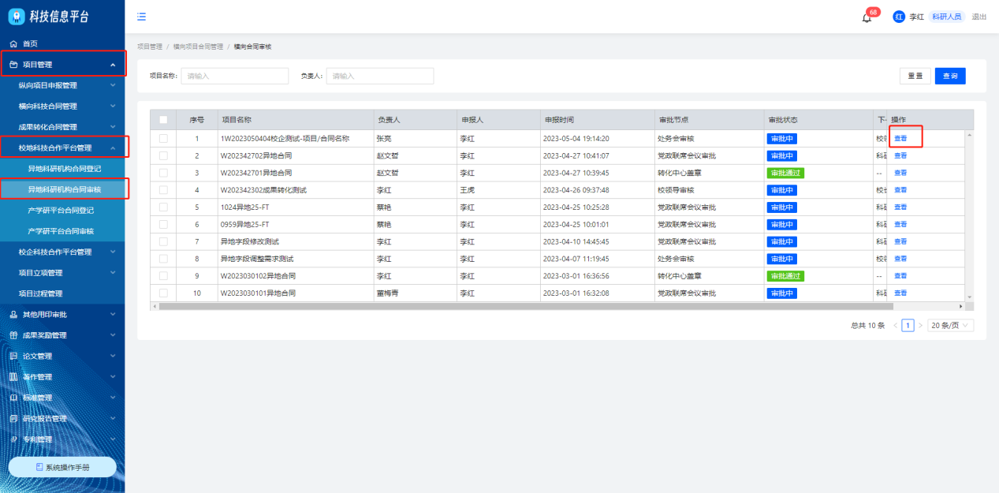 科技信息平台
68
红 李红 科研人员 退出
首页
项目管理
纵向项目申报管理
横向科技合同管理
成果转化合同管理
校地科技合作平台管理
异地科研机构合同登记
异地科研机构合同审核
产学研平台合同登记
产学研平台合同审核
校企科技合作平台管理
项目立项管理
项目过程管理
其他用印审批
成果奖励管理
论文管理
著作管理
标准管理
研究报告管理
专利管理
系统操作手册
项目管理 / 横向项目合同管理 / 横向合同审核
项目名称: 请输入 负责人: 请输入 重置 查询
序号 项目名称 负责人 申报人 申报时间 审批节点 审批状态 下 操作
1 1W2023050404校企测试-项目/合同名称 张亮 李红 2023-05-04 19:14:20 处务会审核 审批中 校 查看
2 W202342702异地合同 赵文哲 李红 2023-04-27 10:41:07 党政联席会议审批 审批中 科 查看
3 W202342701异地合同 赵文哲 李红 2023-04-27 10:39:45 转化中心盖章 审批通过 -- 查看
4 W202342302成果转化测试 李红 王虎 2023-04-26 09:37:48 校领导审核 审批中 校 查看
5 1024异地25-FT 蔡艳 李红 2023-04-25 10:25:28 党政联席会议审批 审批中 科 查看
6 0959异地25-FT 蔡艳 李红 2023-04-25 10:01:01 党政联席会议审批 审批中 科 查看
7 异地字段修改测试 李红 李红 2023-04-10 14:45:45 党政联席会议审批 审批中 科 查看
8 异地字段调整需求测试 李红 李红 2023-04-07 11:19:45 处务会审核 审批中 校 查看
9 W2023030102异地合同 李红 李红 2023-03-01 16:36:56 转化中心盖章 审批通过 -- 查看
10 W2023030101异地合同 董梅青 李红 2023-03-01 16:32:08 党政联席会议审批 审批中 科 查看
总共 10 条 < 1 > 20 条/页